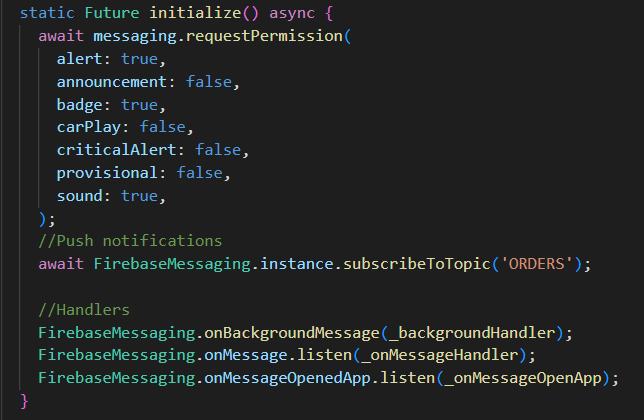 static Future initialize() async {
await messaging.requestPermission(
alert: true,
announcement: false,
badge: true,
carPlay: false,
criticalAlert: false,
provisional: false,
sound: true,
);
//Push notifications
await FirebaseMessaging.instance.subscribeToTopic('ORDERS');
//Handlers
FirebaseMessaging.onBackgroundMessage(_backgroundHandler);
FirebaseMessaging.onMessage.listen(_onMessageHandler);
FirebaseMessaging.onMessageOpenedApp.listen(_onMessageOpenApp);
}